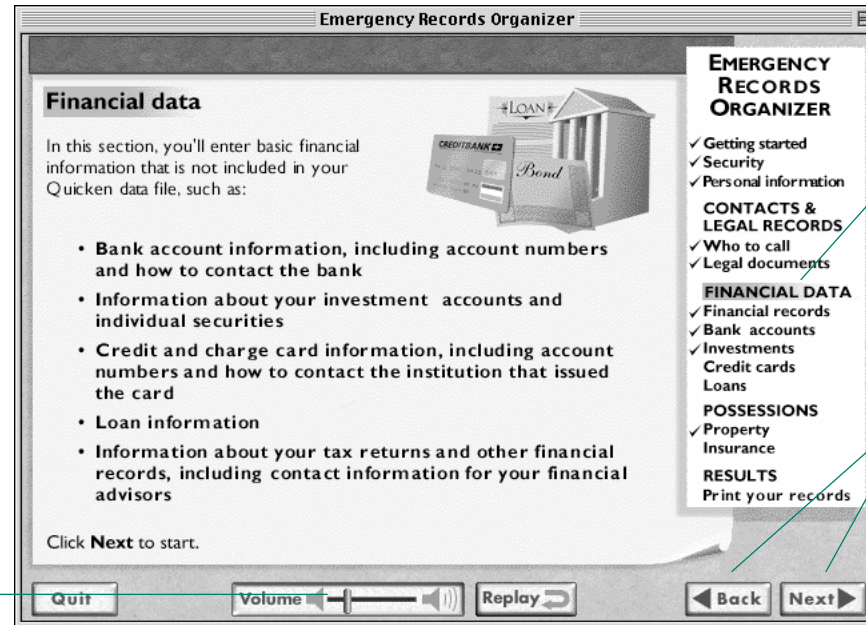 Emergency Records Organizer
Financial data
In this section, you'll enter basic financial
information that is not included in your
Quicken data file, such as:
LOAN
CREDITBANK
Bond
• Bank account information, including account numbers
and how to contact the bank
• Information about your investment accounts and
individual securities
• Credit and charge card information, including account
numbers and how to contact the institution that issued
the card
• Loan information
• Information about your tax returns and other financial
records, including contact information for your financial
advisors
Click Next to start.
EMERGENCY
RECORDS
ORGANIZER
✓ Getting started
✓ Security
✓ Personal information
CONTACTS &
LEGAL RECORDS
✓ Who to call
✓ Legal documents
FINANCIAL DATA
✓ Financial records
✓ Bank accounts
✓ Investments
Credit cards
Loans
POSSESSIONS
✓ Property
Insurance
RESULTS
Print your records
Quit
Volume
Replay
Back
Next